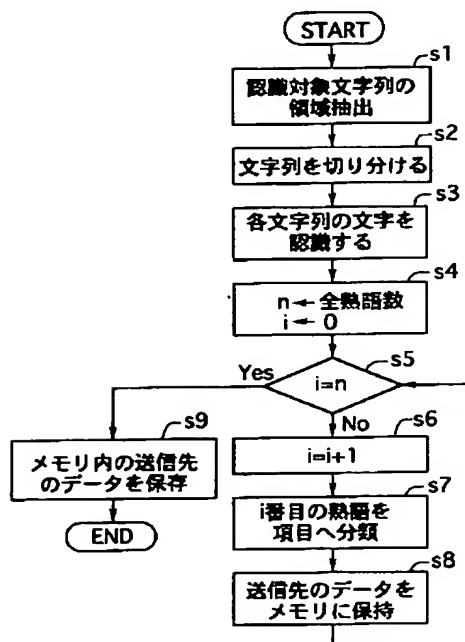 START
s1
認識対象文字列の
領域抽出
s2
文字列を切り分ける
s3
各文字列の文字を
認識する
s4
n ← 全熟語数
i ← 0
s5
i=n
Yes
No
s6
i=i+1
s7
i番目の熟語を
項目へ分類
s8
送信先のデータを
メモリに保持
s9
メモリ内の送信先
のデータを保存
END